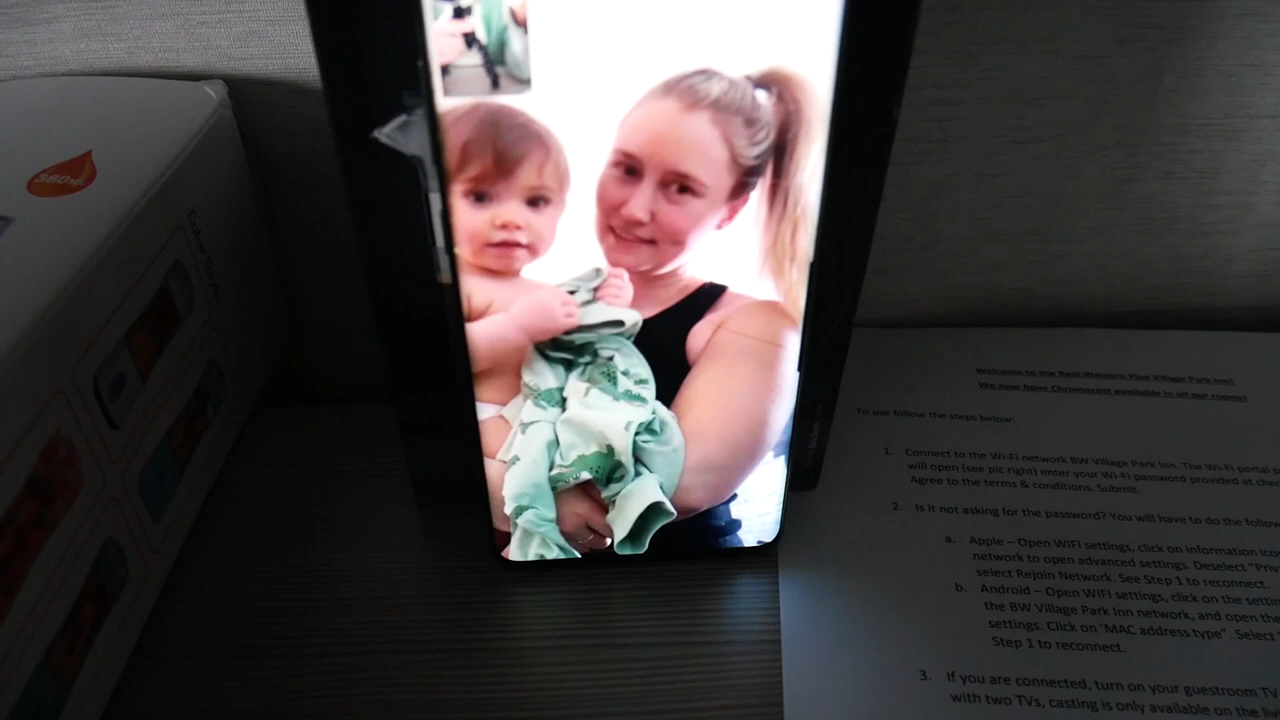 380ML
Welcome to the Best Western Plus Village Park Inn!
We now have Chromecast available in all our rooms!
To use follow the steps below:
1. Connect to the Wi-Fi network BW Village Park Inn. The Wi-Fi portal
will open (see pic right) enter your Wi-Fi password provided at
Agree to the terms & conditions. Submit.
2. Is it not asking for the password? You will have to do the
a. Apple – Open WIFI settings, click on information
network to open advanced settings. Deselect
select Rejoin Network. See Step 1 to reconnect.
b. Android – Open WIFI settings, click on the
the BW Village Park Inn network, and open the
settings. Click on 'MAC address type". Select
Step 1 to reconnect.
3. If you are connected, turn on your guestroom TV
with two TVs, casting is only available on the